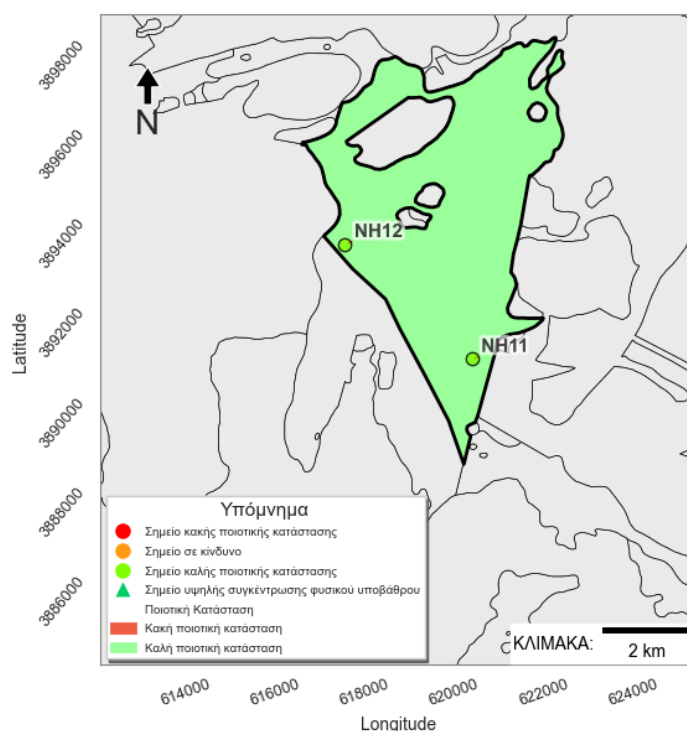 3898000
3896000
3894000
3892000
3890000
3888000
3886000
Latitude
N
NH12
NH11
Υπόμνημα
Σημείο κακής ποιοτικής κατάστασης
Σημείο σε κίνδυνο
Σημείο καλής ποιοτικής κατάστασης
Σημείο υψηλής συγκέντρωσης φυσικού υποβάθρου
Ποιοτική Κατάσταση
Κακή ποιοτική κατάσταση
Καλή ποιοτική κατάσταση
ΚΛΙΜΑΚΑ:
2 km
614000
616000
618000
620000
622000
624000
Longitude